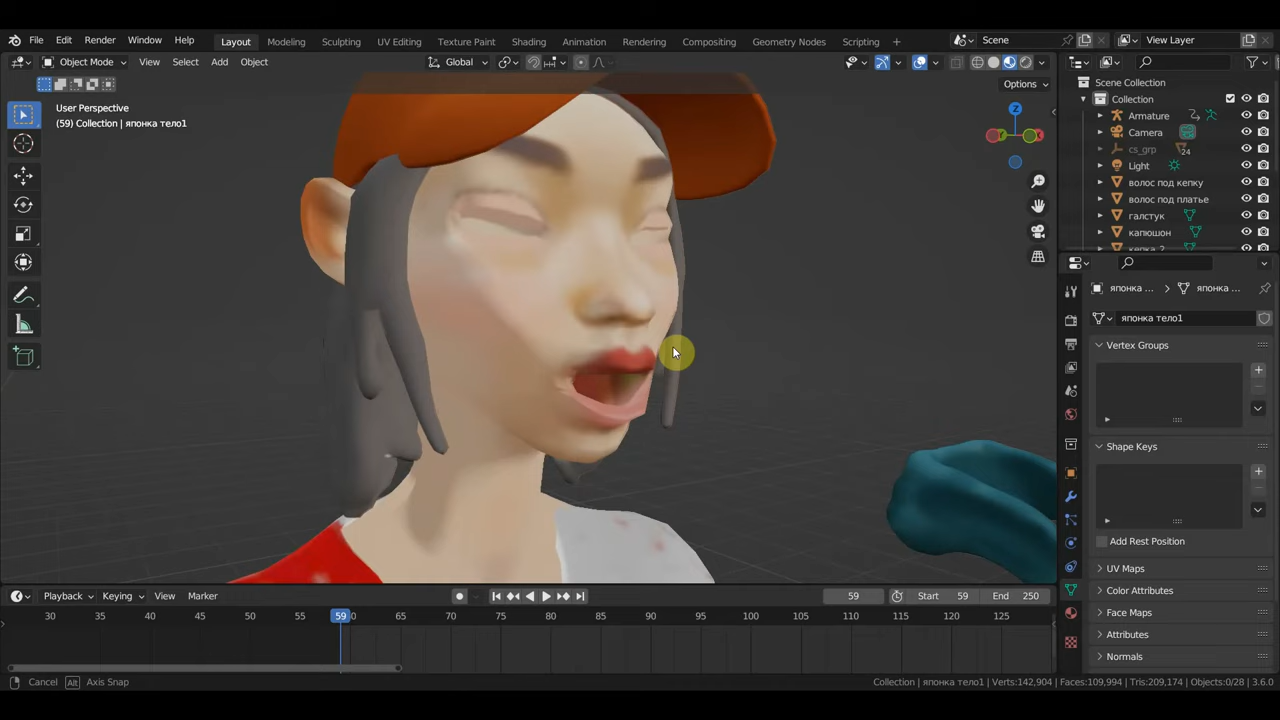 File Edit Render Window Help Layout Modeling Sculpting UV Editing Texture Paint Shading Animation Rendering Compositing Geometry Nodes Scripting + Scene View Layer
Object Mode View Select Add Object Global
Options
User Perspective
(59) Collection | японка тело1
Z
Scene Collection
Collection
Armature
Camera
cs_grp 24
Light
волос под кепку
волос под платье
галстук
капюшон
кепка 2
японка ... > японка ...
японка тело1
Vertex Groups
Shape Keys
Add Rest Position
UV Maps
Color Attributes
Face Maps
Attributes
Normals
Playback Keying View Marker 59 Start 59 End 250
30 35 40 45 50 55 59 60 65 70 75 80 85 90 95 100 105 110 115 120 125
Cancel Alt Axis Snap Collection | японка тело1 | Verts:142,904 | Faces:109,994 | Tris:209,174 | Objects:0/28 | 3.6.0